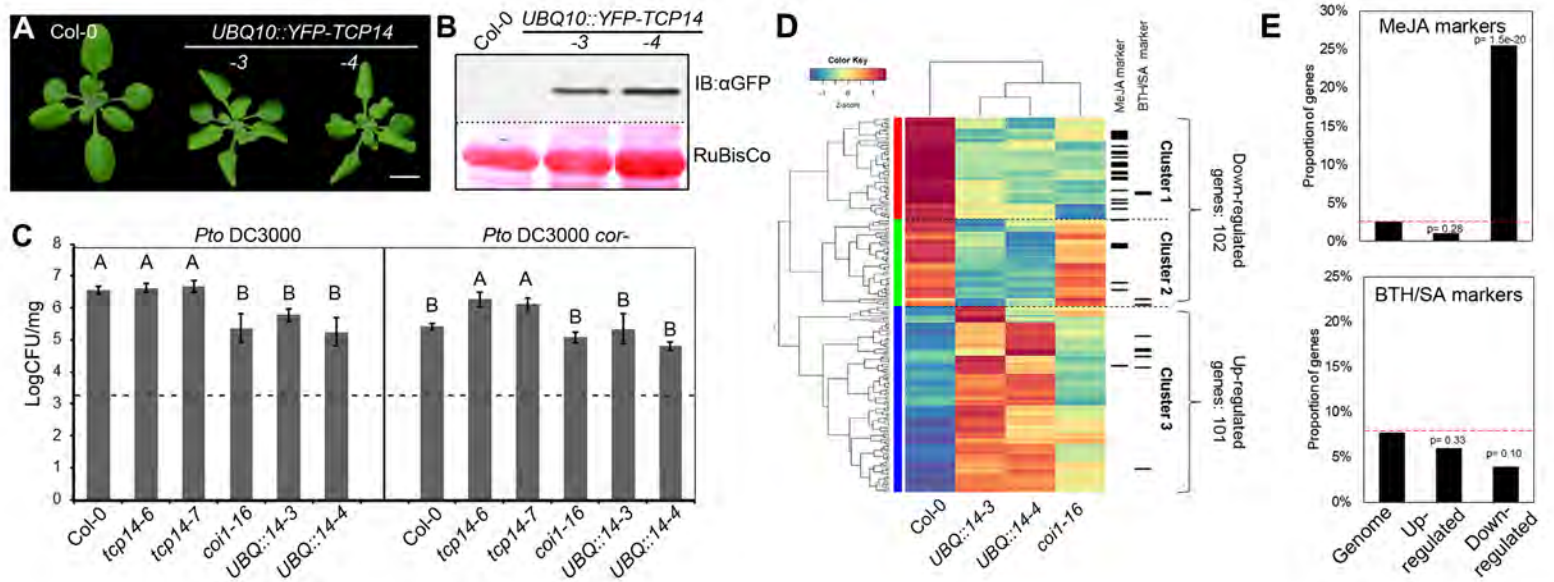 A
Col-0
UBQ10::YFP-TCP14
-3
-4
B
Col-0
UBQ10::YFP-TCP14
-3
-4
IB:αGFP
RuBisCo
C
LogCFU/mg
8
7
6
5
4
3
2
1
0
Pto DC3000
Pto DC3000 cor-
A
A
A
B
B
B
B
A
A
B
B
B
Col-0
tcp14-6
tcp14-7
coi1-16
UBQ::14-3
UBQ::14-4
Col-0
tcp14-6
tcp14-7
coi1-16
UBQ::14-3
UBQ::14-4
D
Color Key
-1 0 1
MeJA marker
BTH/SA marker
Cluster 1
Cluster 2
Cluster 3
Down-regulated
genes: 102
Up-regulated
genes: 101
Col-0
UBQ::14-3
UBQ::14-4
coi1-16
E
Proportion of genes
30%
25%
20%
15%
10%
5%
0%
MeJA markers
p= 1.5e-20
p= 0.28
Proportion of genes
25%
20%
15%
10%
5%
0%
BTH/SA markers
p= 0.33
p= 0.10
Genome
Up-
regulated
Down-
regulated